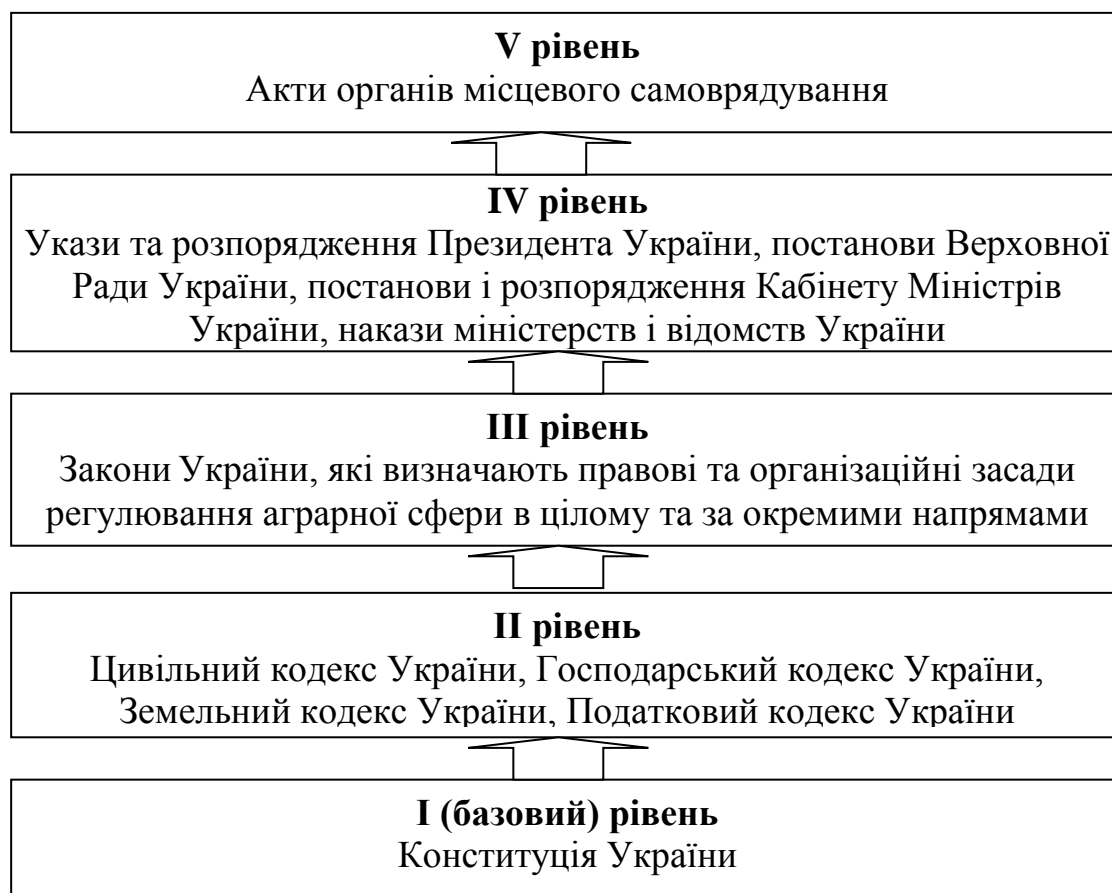 V рівень
Акти органів місцевого самоврядування
IV рівень
Укази та розпорядження Президента України, постанови Верховної
Ради України, постанови і розпорядження Кабінету Міністрів
України, накази міністерств і відомств України
III рівень
Закони України, які визначають правові та організаційні засади
регулювання аграрної сфери в цілому та за окремими напрямами
II рівень
Цивільний кодекс України, Господарський кодекс України,
Земельний кодекс України, Податковий кодекс України
I (базовий) рівень
Конституція України